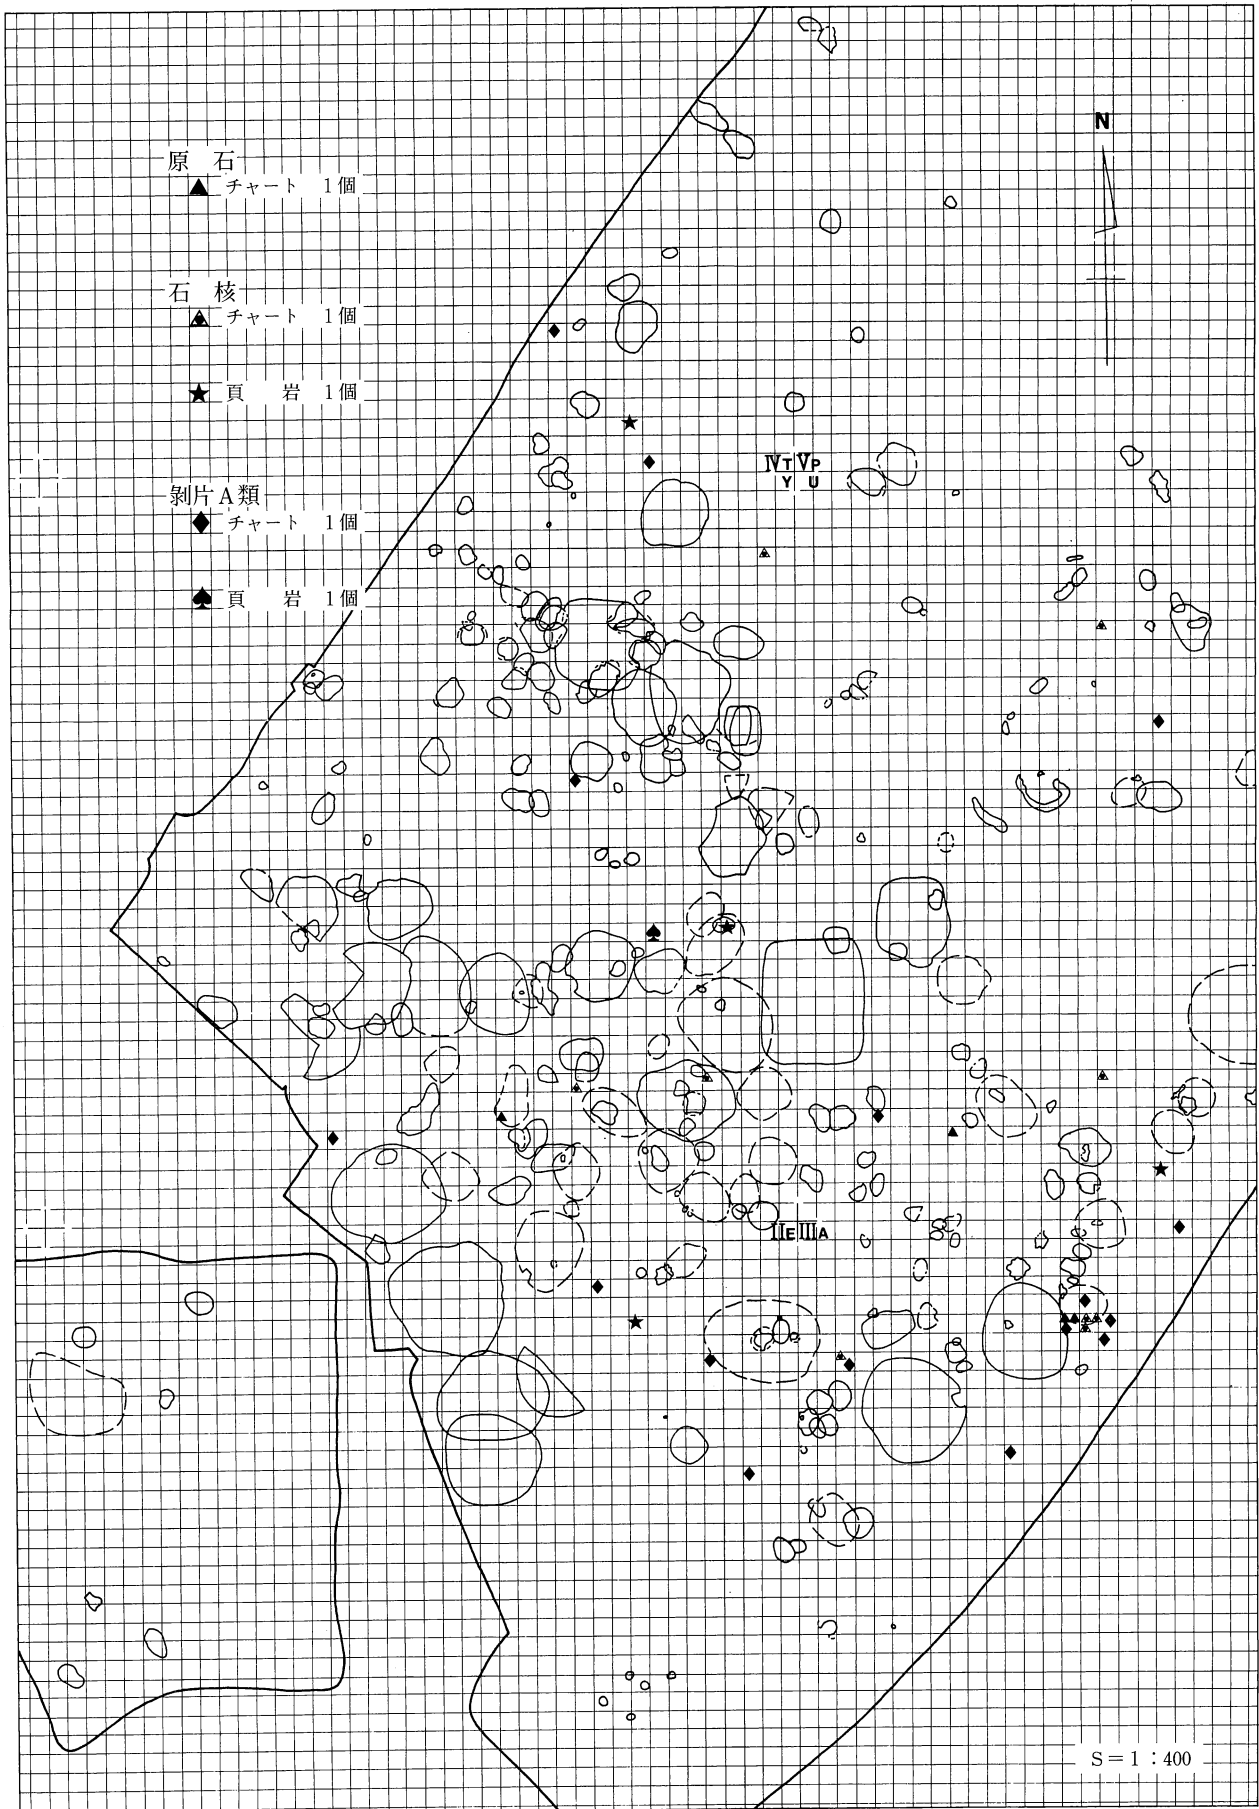 N
原 石
▲ チャート 1個
石 核
チャート 1個
★ 頁 岩 1個
剝片A類
◆ チャート 1個
♠ 頁 岩 1個
ⅣT ⅤP
Y U
ⅡE ⅢA
S=1:400